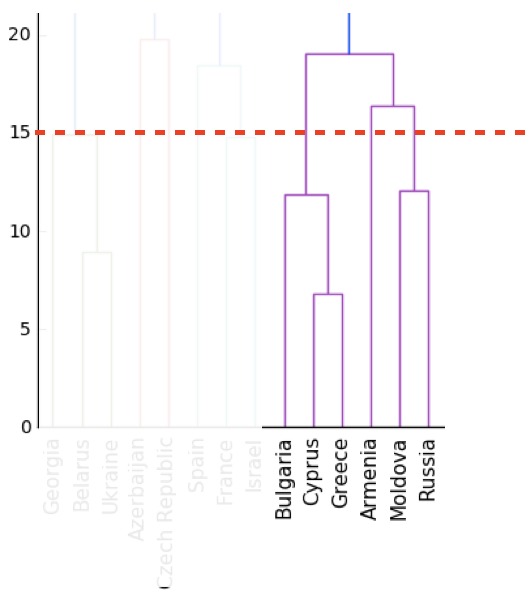 20
15
10
5
0
Georgia
Belarus
Ukraine
Azerbaijan
Czech Republic
Spain
France
Israel
Bulgaria
Cyprus
Greece
Armenia
Moldova
Russia